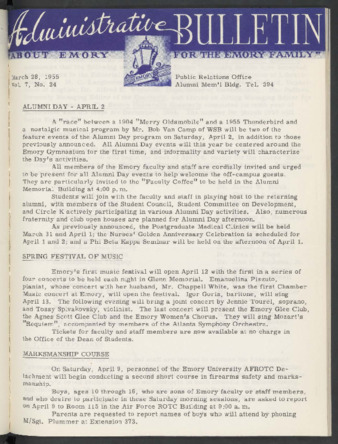 Administrative BULLETIN
"ABOUT EMORY FOR THE EMORY FAMILY"
EMORY
March 28, 1955
Vol. 7, No. 24
Public Relations Office
Alumni Mem'l Bldg. Tel. 294
ALUMNI DAY - APRIL 2
A "race" between a 1904 "Merry Oldsmobile" and a 1955 Thunderbird and
a nostalgic musical program by Mr. Bob Van Camp of WSB will be two of the
feature events of the Alumni Day program on Saturday, April 2, in addition to those
previously announced. All Alumni Day events will this year be centered around the
Emory Gymnasium for the first time, and informality and variety will characterize
the Day's activities.
All members of the Emory faculty and staff are cordially invited and urged
to be present for all Alumni Day events to help welcome the off-campus guests.
They are particularly invited to the "Faculty Coffee" to be held in the Alumni
Memorial Building at 4:00 p.m.
Students will join with the faculty and staff in playing host to the returning
alumni, with members of the Student Council, Student Committee on Development,
and Circle K actively participating in various Alumni Day activities. Also, numerous
fraternity and club open houses are planned for Alumni Day afternoon.
As previously announced, the Postgraduate Medical Clinics will be held
March 31 and April 1; the Nurses' Golden Anniversary Celebration is scheduled for
April 1 and 2; and a Phi Beta Kappa Seminar will be held on the afternoon of April 1.
SPRING FESTIVAL OF MUSIC
Emory's first music festival will open April 12 with the first in a series of
four concerts to be held each night in Glenn Memorial. Emanuelina Pizzuto,
pianist, whose concert with her husband, Mr. Chappell White, was the first Chamber
Music concert at Emory, will open the festival. Igor Gorin, baritone, will sing
April 13. The following evening will bring a joint concert by Jennie Tourel, soprano,
and Tossy Spivakovsky, violinist. The last concert will present the Emory Glee Club,
the Agnes Scott Glee Club and the Emory Women's Chorus. They will sing Mozart's
"Requiem", accompanied by members of the Atlanta Symphony Orchestra.
Tickets for faculty and staff members are now available at no charge in
the Office of the Dean of Students.
MARKSMANSHIP COURSE
On Saturday, April 9, personnel of the Emory University AFROTC De-
tachment will begin conducting a second short course in firearms safety and marks-
manship.
Boys, ages 10 through 18, who are sons of Emory faculty or staff members,
and who desire to participate in these Saturday morning sessions, are asked to report
on April 9 to Room 113 in the Air Force ROTC Building at 9:00 a.m.
Parents are requested to report names of boys who will attend by phoning
M/Sgt. Plummer at Extension 373.